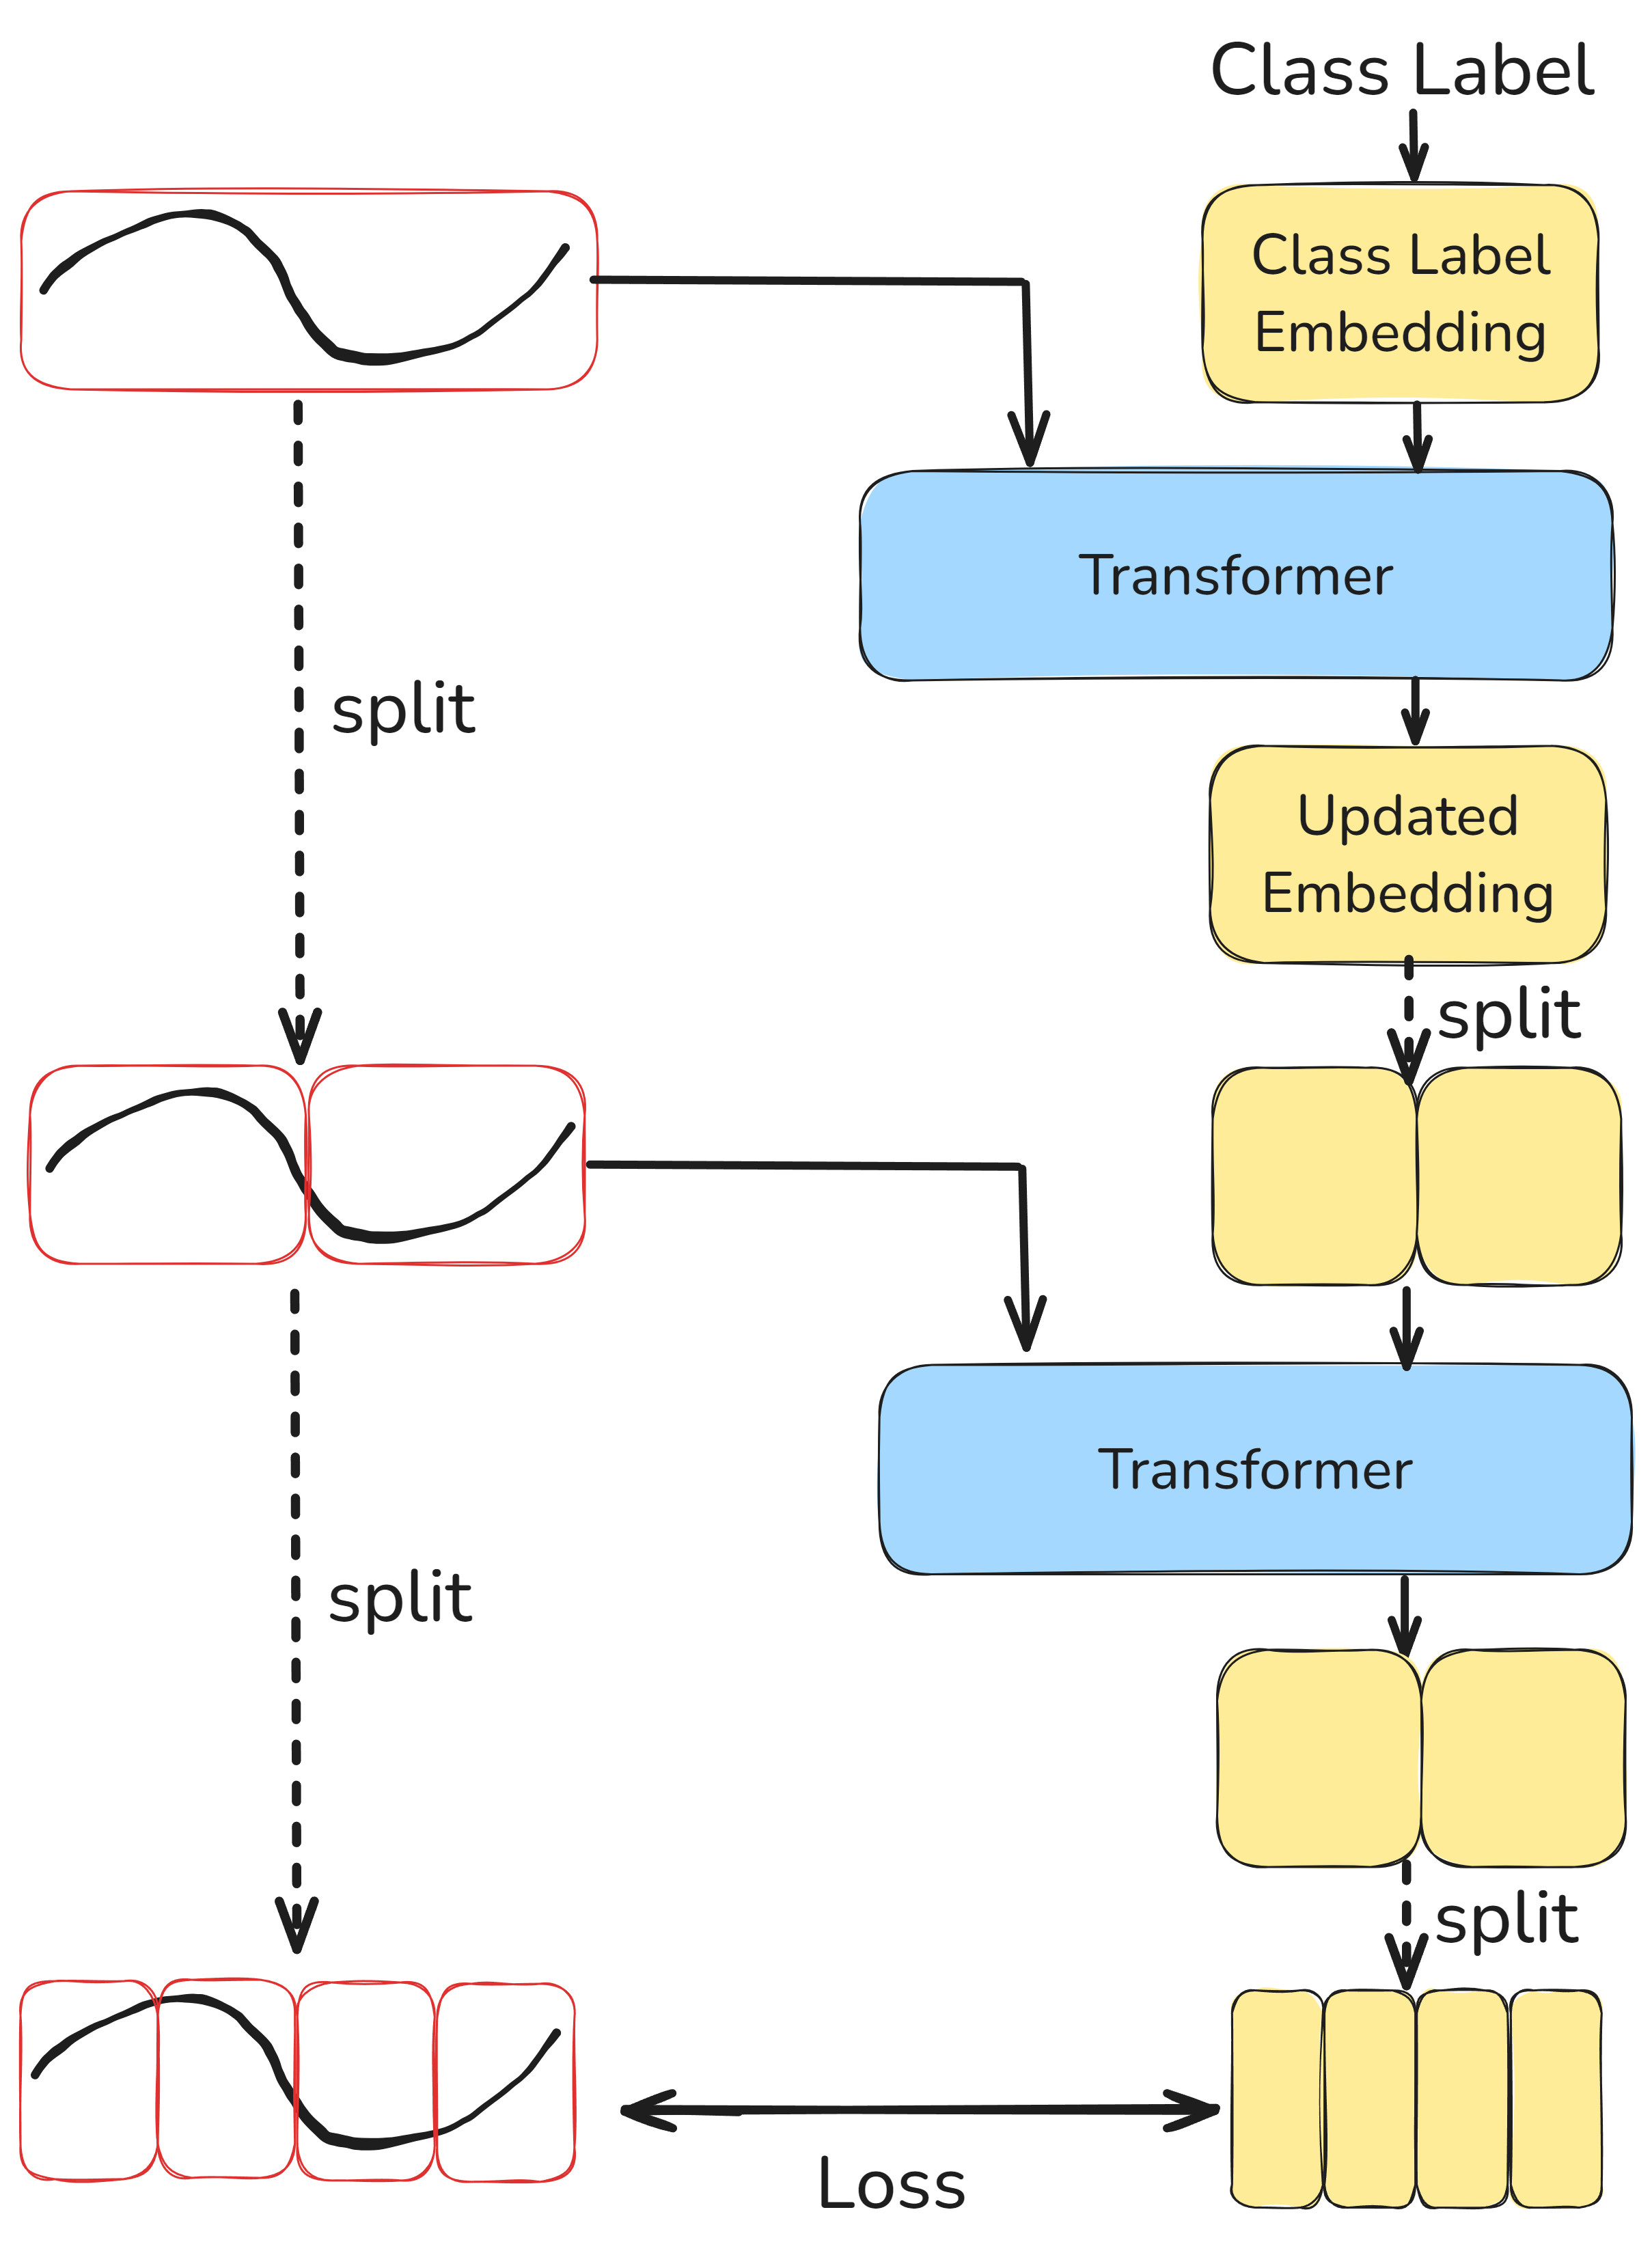 Class Label
Class Label
Embedding
Transformer
split
Updated
Embedding
split
Transformer
split
split
Loss